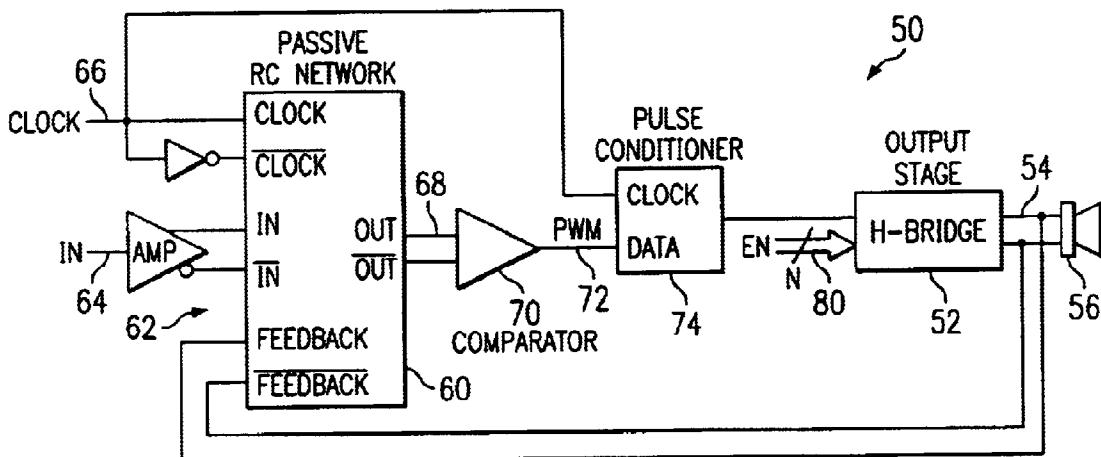 50
PASSIVE
RC NETWORK
66
CLOCK
CLOCK
CLOCK
PULSE
CONDITIONER
CLOCK
DATA
74
OUTPUT
STAGE
H-BRIDGE
52
54
56
68
IN
AMP
64
IN
IN
OUT
OUT
PWM
72
EN
N
80
62
70
COMPARATOR
FEEDBACK
FEEDBACK
60